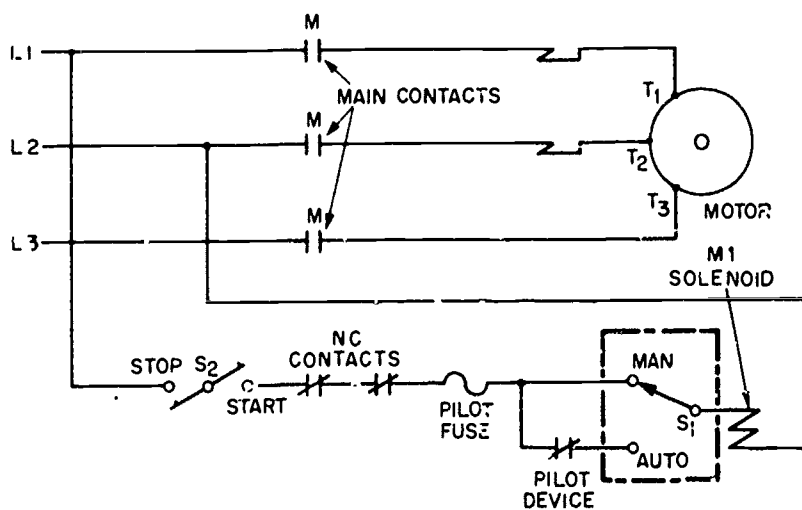 M
L1
MAIN CONTACTS
T1
M
L2
T2
T3
M
L3
MOTOR
M1
SOLENOID
NC
CONTACTS
STOP
S2
START
PILOT
FUSE
MAN
S1
AUTO
PILOT
DEVICE